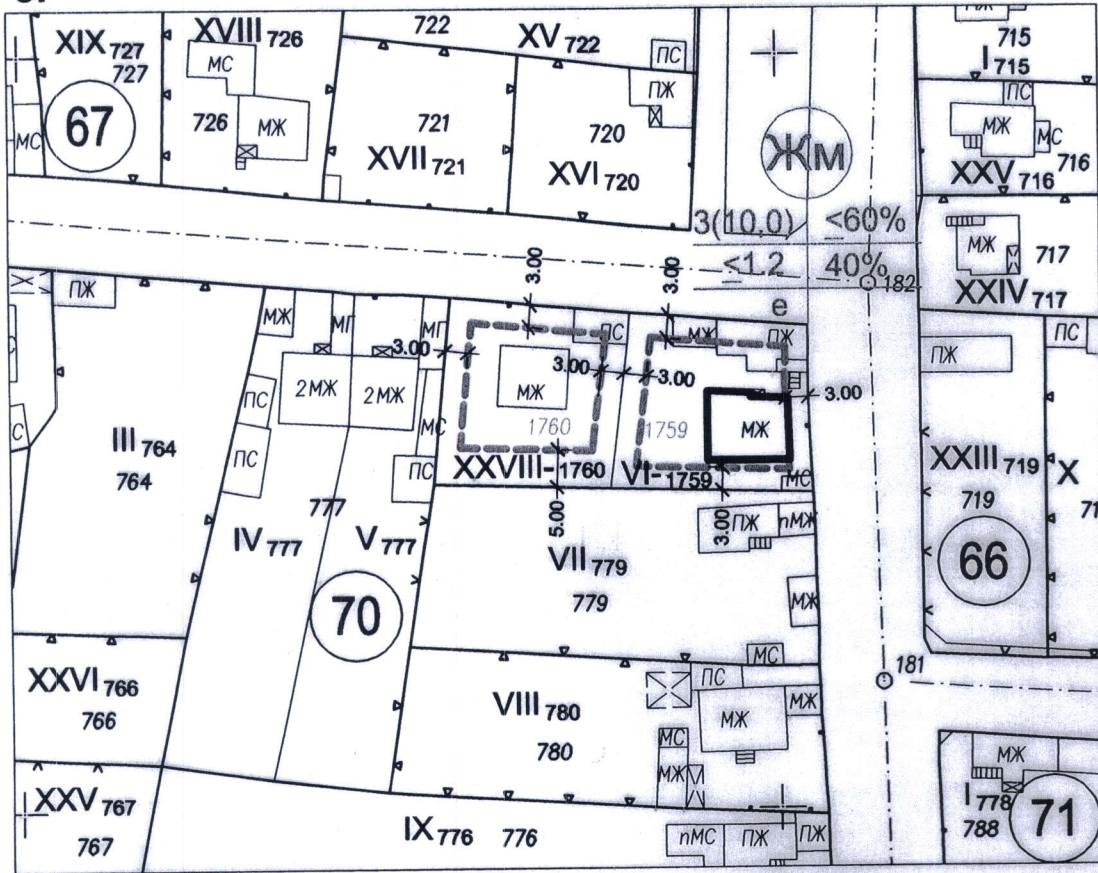 XIX 727
727
XVIII 726
МС
726
МЖ
67
МС
722
XV 722
ПС
ПЖ
721
XVII 721
720
XVI 720
Жм
3(10,0) <60%
<1.2 40%
е
182
715
I 715
ПС
МЖ
МС
716
XXV 716
МЖ
717
XXIV 717
3.00
3.00
ПЖ
МЖ
МГ
МГ
3.00
ПС
МЖ
ПЖ
3.00
3.00
3.00
2МЖ
2МЖ
ПС
ПС
МС
ПС
МЖ
1760
1759
МЖ
XXVIII-1760
VI-1759
ПС
ПЖ
III 764
764
777
IV 777
V 777
70
5.00
3.00
VII 779
779
ПЖ
пМЖ
МЖ
МС
XXIII 719
719
66
X
181
XXVI 766
766
VIII 780
780
ПС
МЖ
МЖ
МС
МЖ
XXV 767
767
IX 776 776
пМС
ПЖ
ПЖ
МЖ
I 778
788
71